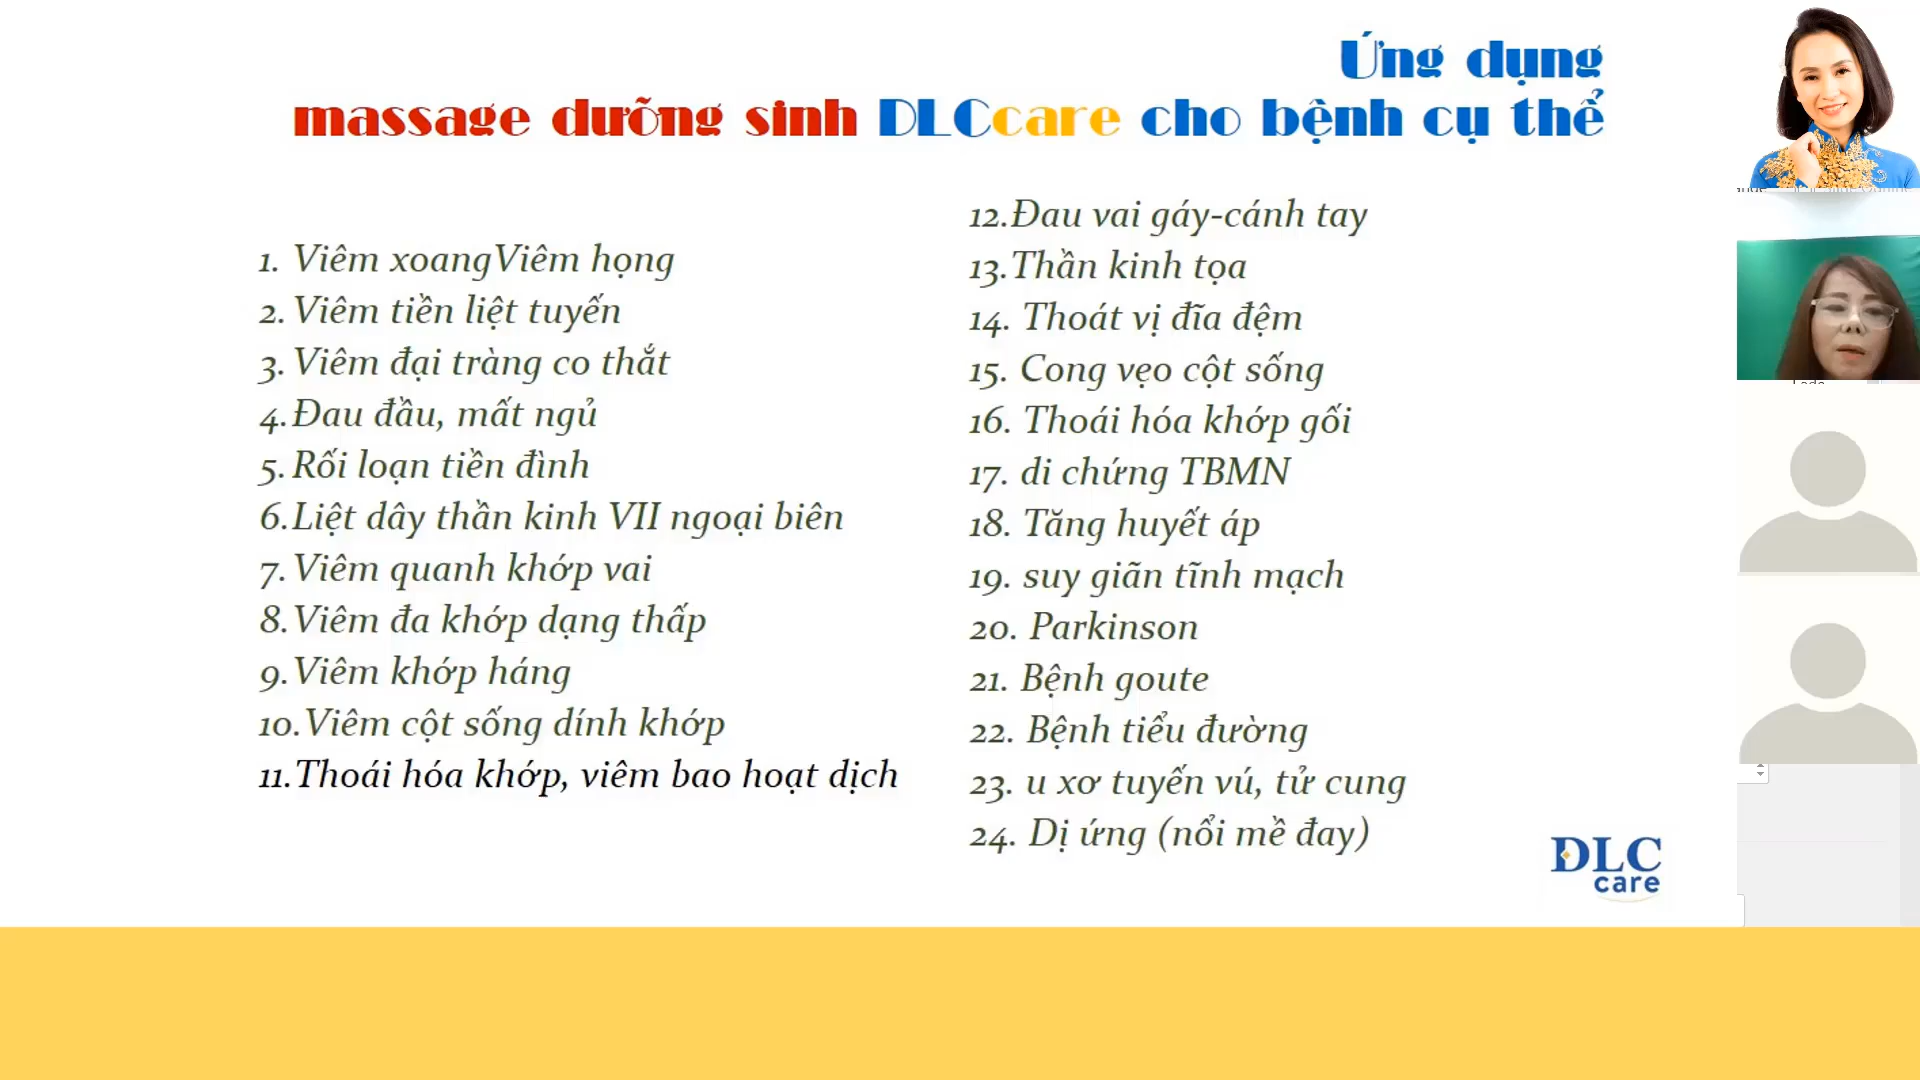 Ứng dụng
massage dưỡng sinh DLCcare cho bệnh cụ thể
1. Viêm xoangViêm họng
2. Viêm tiền liệt tuyến
3. Viêm đại tràng co thắt
4. Đau đầu, mất ngủ
5. Rối loạn tiền đình
6. Liệt dây thần kinh VII ngoại biên
7. Viêm quanh khớp vai
8. Viêm đa khớp dạng thấp
9. Viêm khớp háng
10. Viêm cột sống dính khớp
11. Thoái hóa khớp, viêm bao hoạt dịch
12. Đau vai gáy-cánh tay
13. Thần kinh tọa
14. Thoát vị đĩa đệm
15. Cong vẹo cột sống
16. Thoái hóa khớp gối
17. di chứng TBMN
18. Tăng huyết áp
19. suy giãn tĩnh mạch
20. Parkinson
21. Bệnh goute
22. Bệnh tiểu đường
23. u xơ tuyến vú, tử cung
24. Dị ứng (nổi mề đay)
DLC
care